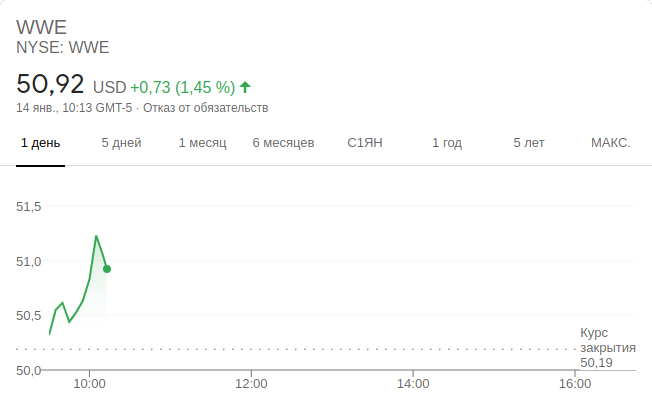 WWE
NYSE: WWE
50,92 USD +0,73 (1,45 %)
14 янв., 10:13 GMT-5 · Отказ от обязательств
1 день 5 дней 1 месяц 6 месяцев С1ЯН 1 год 5 лет МАКС.
51,5
51,0
50,5
Курс
закрытия
50,19
50,0
10:00 12:00 14:00 16:00